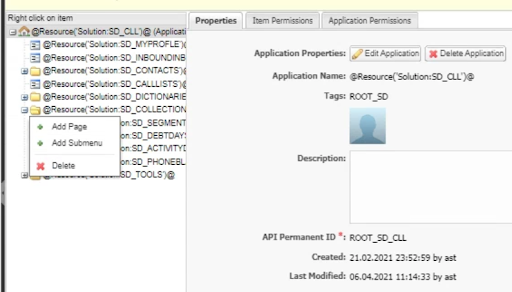 Right click on item
@Resource('Solution:SD_CLL')@ (Applicati
@Resource('Solution:SD_MYPROFLE')(
@Resource('Solution:SD_INBOUNDINB
@Resource('Solution:SD_CONTACTS')(
@Resource('Solution:SD_CALLLISTS')@
@Resource('Solution:SD_DICTIONARIE
@Resource('Solution:SD_COLLECTION
on:SD_SEGMENT
on:SD_DEBTDAY
on:SD_ACTIVITYD
on:SD_PHONEBL
@Resource('Solution:SD_TOOLS')@
Add Page
Add Submenu
Delete
Properties
Item Permissions
Application Permissions
Application Properties: Edit Application Delete Application
Application Name: @Resource('Solution:SD_CLL')@
Tags: ROOT_SD
Description:
API Permanent ID *: ROOT_SD_CLL
Created: 21.02.2021 23:52:59 by ast
Last Modified: 06.04.2021 11:14:33 by ast